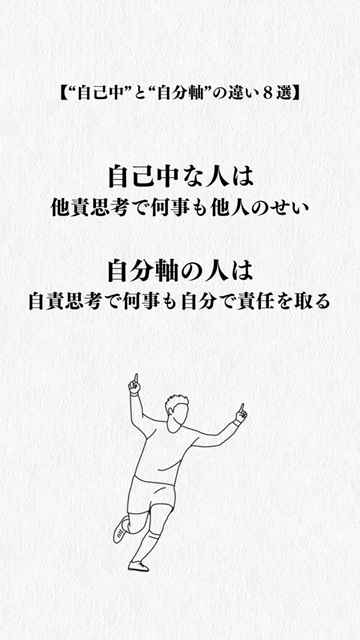 【“自己中”と“自分軸”の違い８選】
自己中な人は
他責思考で何事も他人のせい
自分軸の人は
自責思考で何事も自分で責任を取る